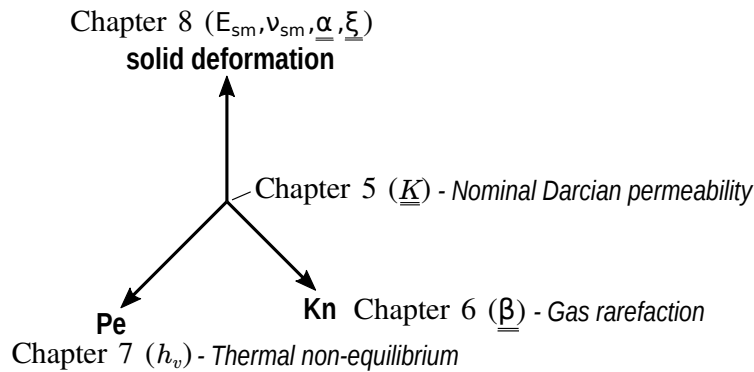 Chapter 8 (E_sm,ν_sm,α,ξ)
solid deformation
Chapter 5 (K) - Nominal Darcian permeability
Kn Chapter 6 (β) - Gas rarefaction
Pe
Chapter 7 (h_v) - Thermal non-equilibrium